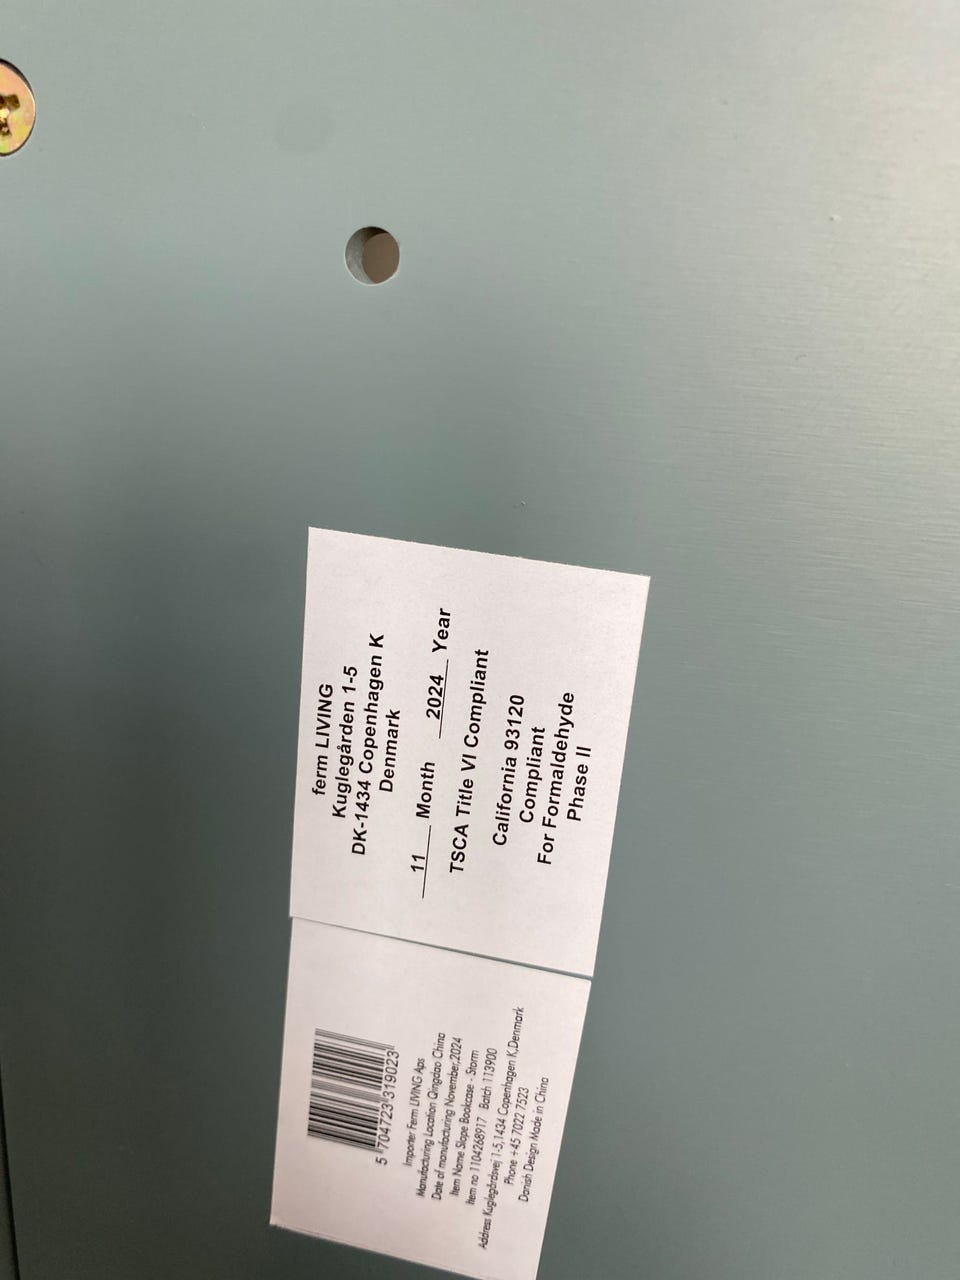 ferm LIVING
Kuglegården 1-5
DK-1434 Copenhagen K
Denmark
11 Month 2024 Year
TSCA Title VI Compliant
California 93120
Compliant
For Formaldehyde
Phase II
5 704723 319023
Importer Ferm LIVING Aps
Manufacturing Location Qingdao China
Date of manufacturing November,2024
Item Name Slope Bookcase - Storm
Item no 1104268917 Batch 113900
Address Kuglegårdsvej 1-5,1434 Copenhagen K,Denmark
Phone +45 7022 7523
Danish Design Made in China